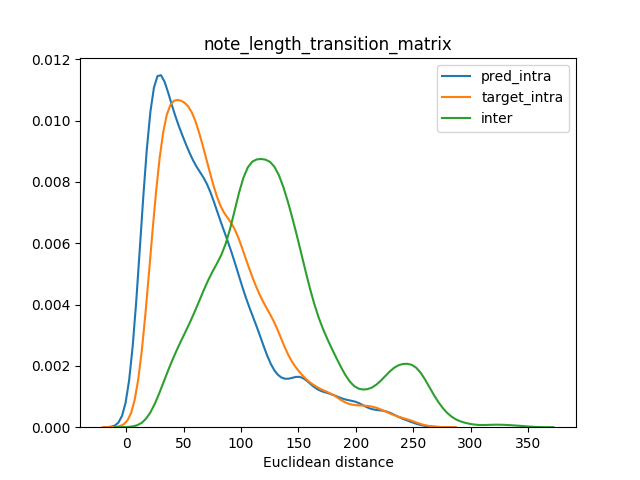 note_length_transition_matrix
0.012
0.010
0.008
0.006
0.004
0.002
0.000
pred_intra
target_intra
inter
0 50 100 150 200 250 300 350
Euclidean distance